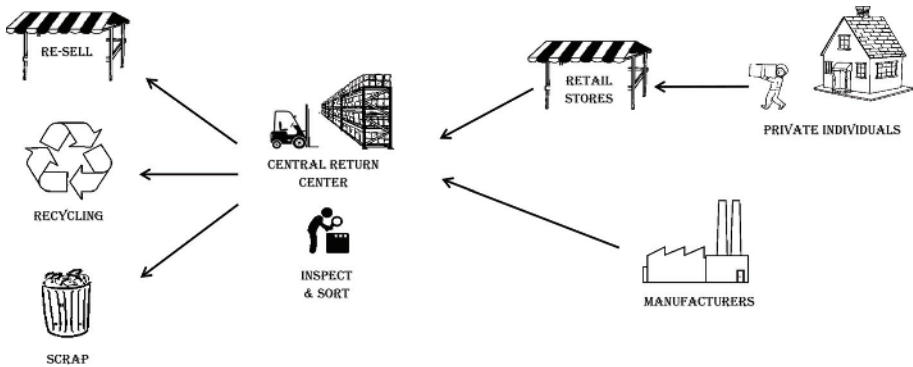 RE-SELL
RETAIL
STORES
PRIVATE INDIVIDUALS
CENTRAL RETURN
CENTER
RECYCLING
INSPECT
& SORT
MANUFACTURERS
SCRAP